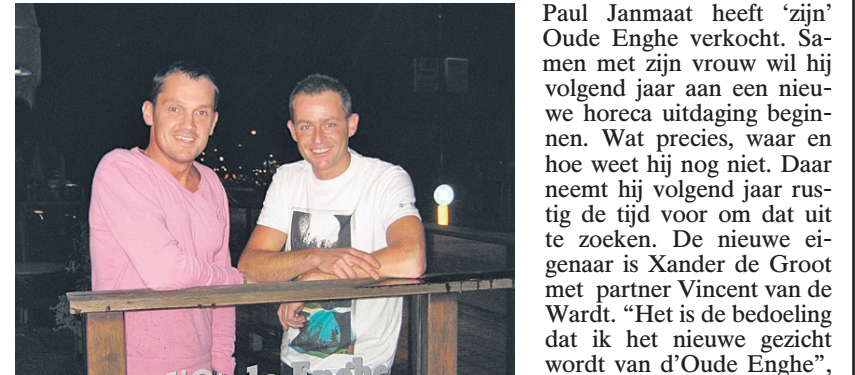 Paul Janmaat heeft ‘zijn’
Oude Enghe verkocht. Sa-
men met zijn vrouw wil hij
volgend jaar aan een nieu-
we horeca uitdaging begin-
nen. Wat precies, waar en
hoe weet hij nog niet. Daar
neemt hij volgend jaar rus-
tig de tijd voor om dat uit
te zoeken. De nieuwe ei-
genaar is Xander de Groot
met partner Vincent van de
Wardt. “Het is de bedoeling
dat ik het nieuwe gezicht
wordt van d’Oude Enghe”,
d'Oude Enghe